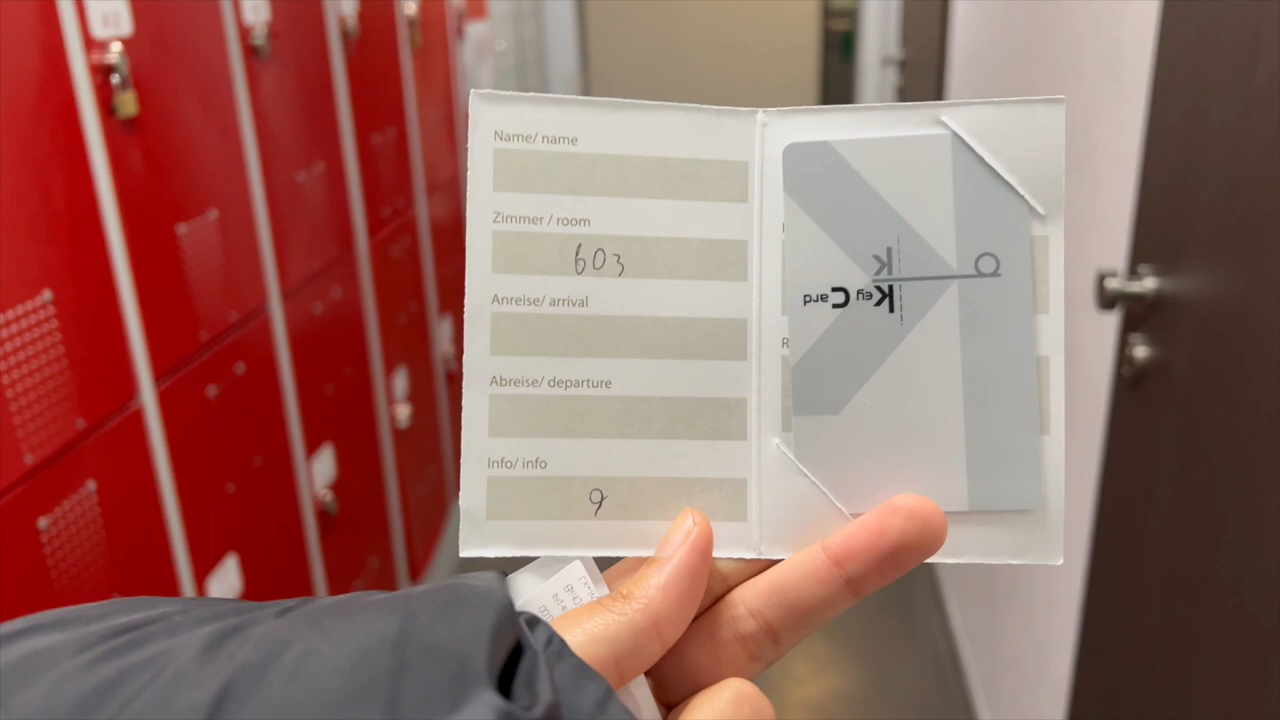 Name/ name
Zimmer / room
603
Anreise/ arrival
Abreise/ departure
Info/ info
9
R
K
Key Card